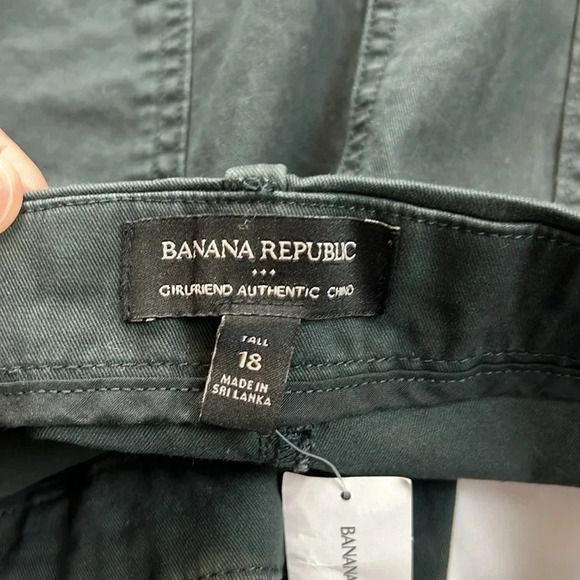 BANANA REPUBLIC
GIRLFRIEND AUTHENTIC CHINO
TALL
18
MADE IN
SRI LANKA
BANANA